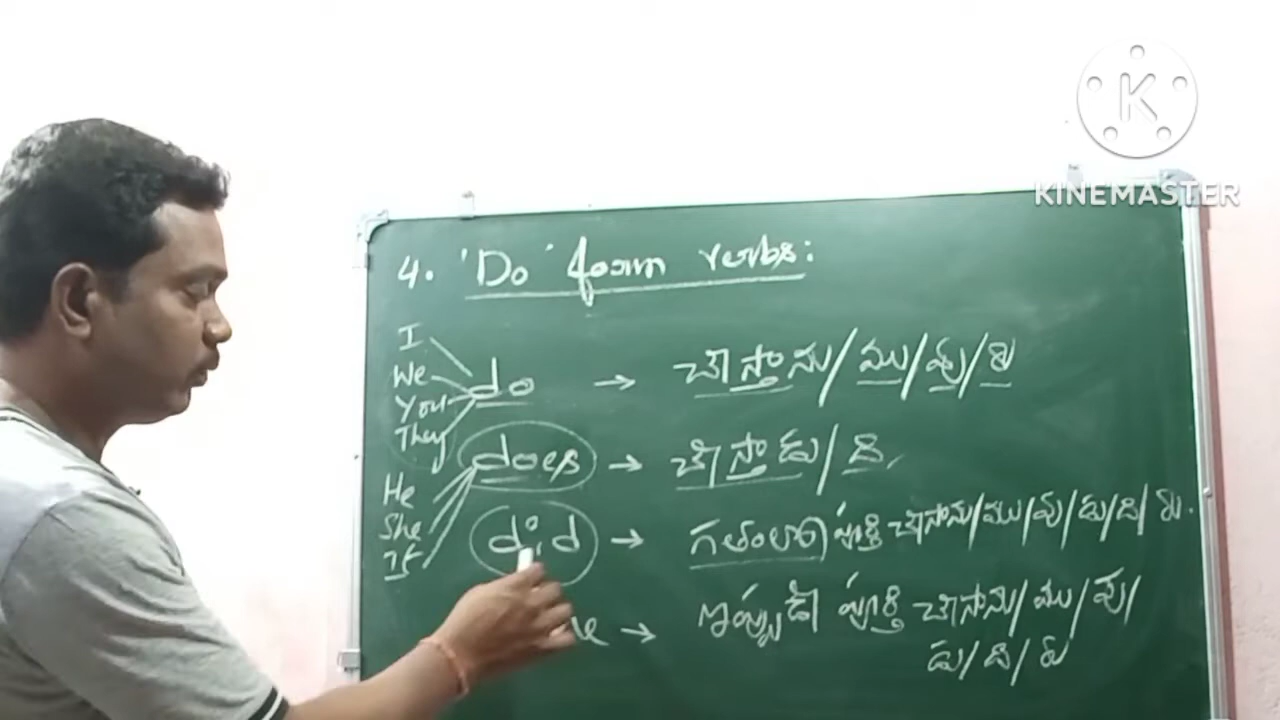 4. 'Do' form verbs:
I
We
You
They
do → చేస్తాను/ము/వు/రు
He
She
It
does → చేస్తాడు/ది.
did → గతంలో పూర్తి చేసాను/ము/వు/డు/ది/రు.
→ ఇప్పుడే పూర్తి చేసాను/ము/వు/
డు/ది/రు
K
KINEMASTER